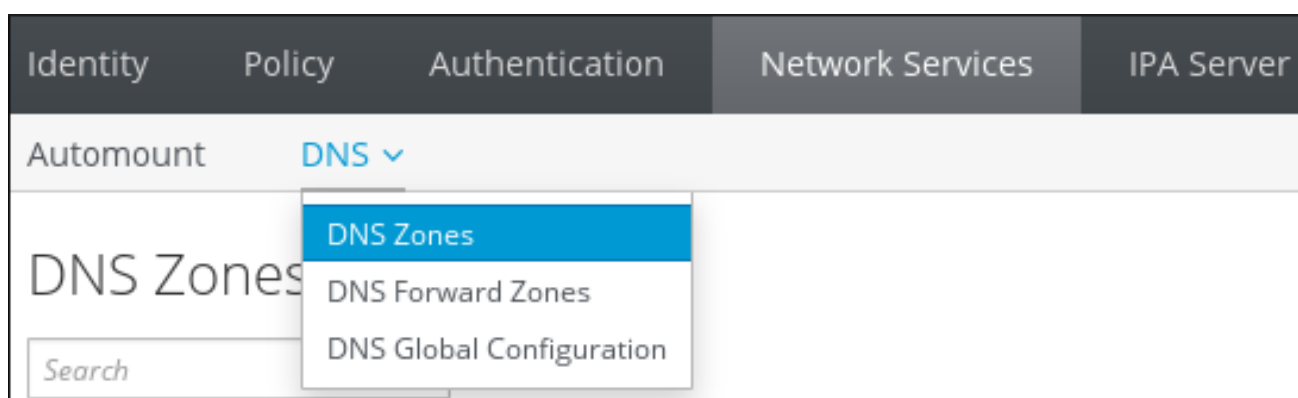 Identity Policy Authentication Network Services IPA Server
Automount DNS
DNS Zones
DNS Zones
DNS Forward Zones
DNS Global Configuration
Search